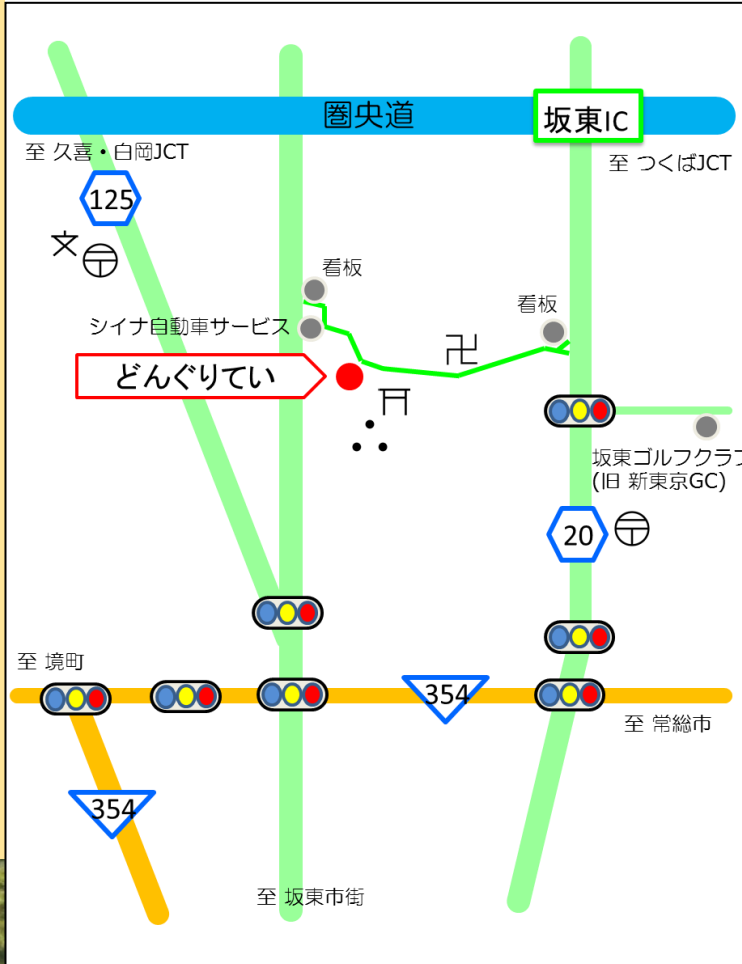 圏央道
坂東IC
至 久喜・白岡JCT
至 つくばJCT
125
文
看板
看板
シイナ自動車サービス
卍
どんぐりてい
坂東ゴルフクラブ
(旧 新東京GC)
20
至 境町
354
至 常総市
354
至 坂東市街